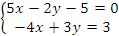 {5x − 2y − 5 = 0
−4x + 3y = 3